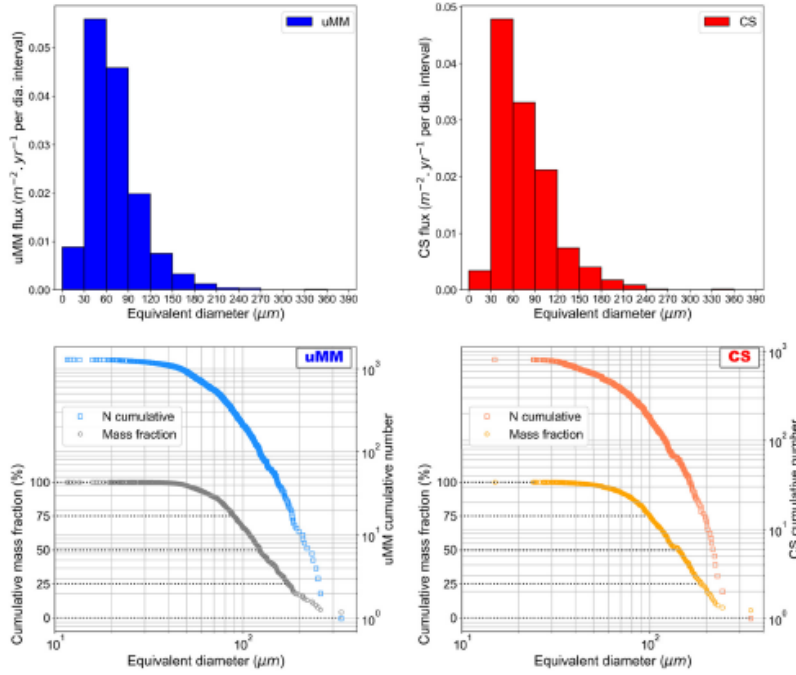 uMM
uMM flux (m⁻². yr⁻¹ per dia. interval)
0.05
0.04
0.03
0.02
0.01
0.00
0 30 60 90 120 150 180 210 240 270 300 330 360 390
Equivalent diameter (μm)
CS
CS flux (m⁻². yr⁻¹ per dia. interval)
0.05
0.04
0.03
0.02
0.01
0.00
0 30 60 90 120 150 180 210 240 270 300 330 360 390
Equivalent diameter (μm)
uMM
N cumulative
Mass fraction
Cumulative mass fraction (%)
100
75
50
25
0
uMM cumulative number
10³
10²
10¹
10⁰
10¹ 10²
Equivalent diameter (μm)
CS
N cumulative
Mass fraction
Cumulative mass fraction (%)
100
75
50
25
0
CS cumulative number
10³
10²
10¹
10⁰
10¹ 10²
Equivalent diameter (μm)